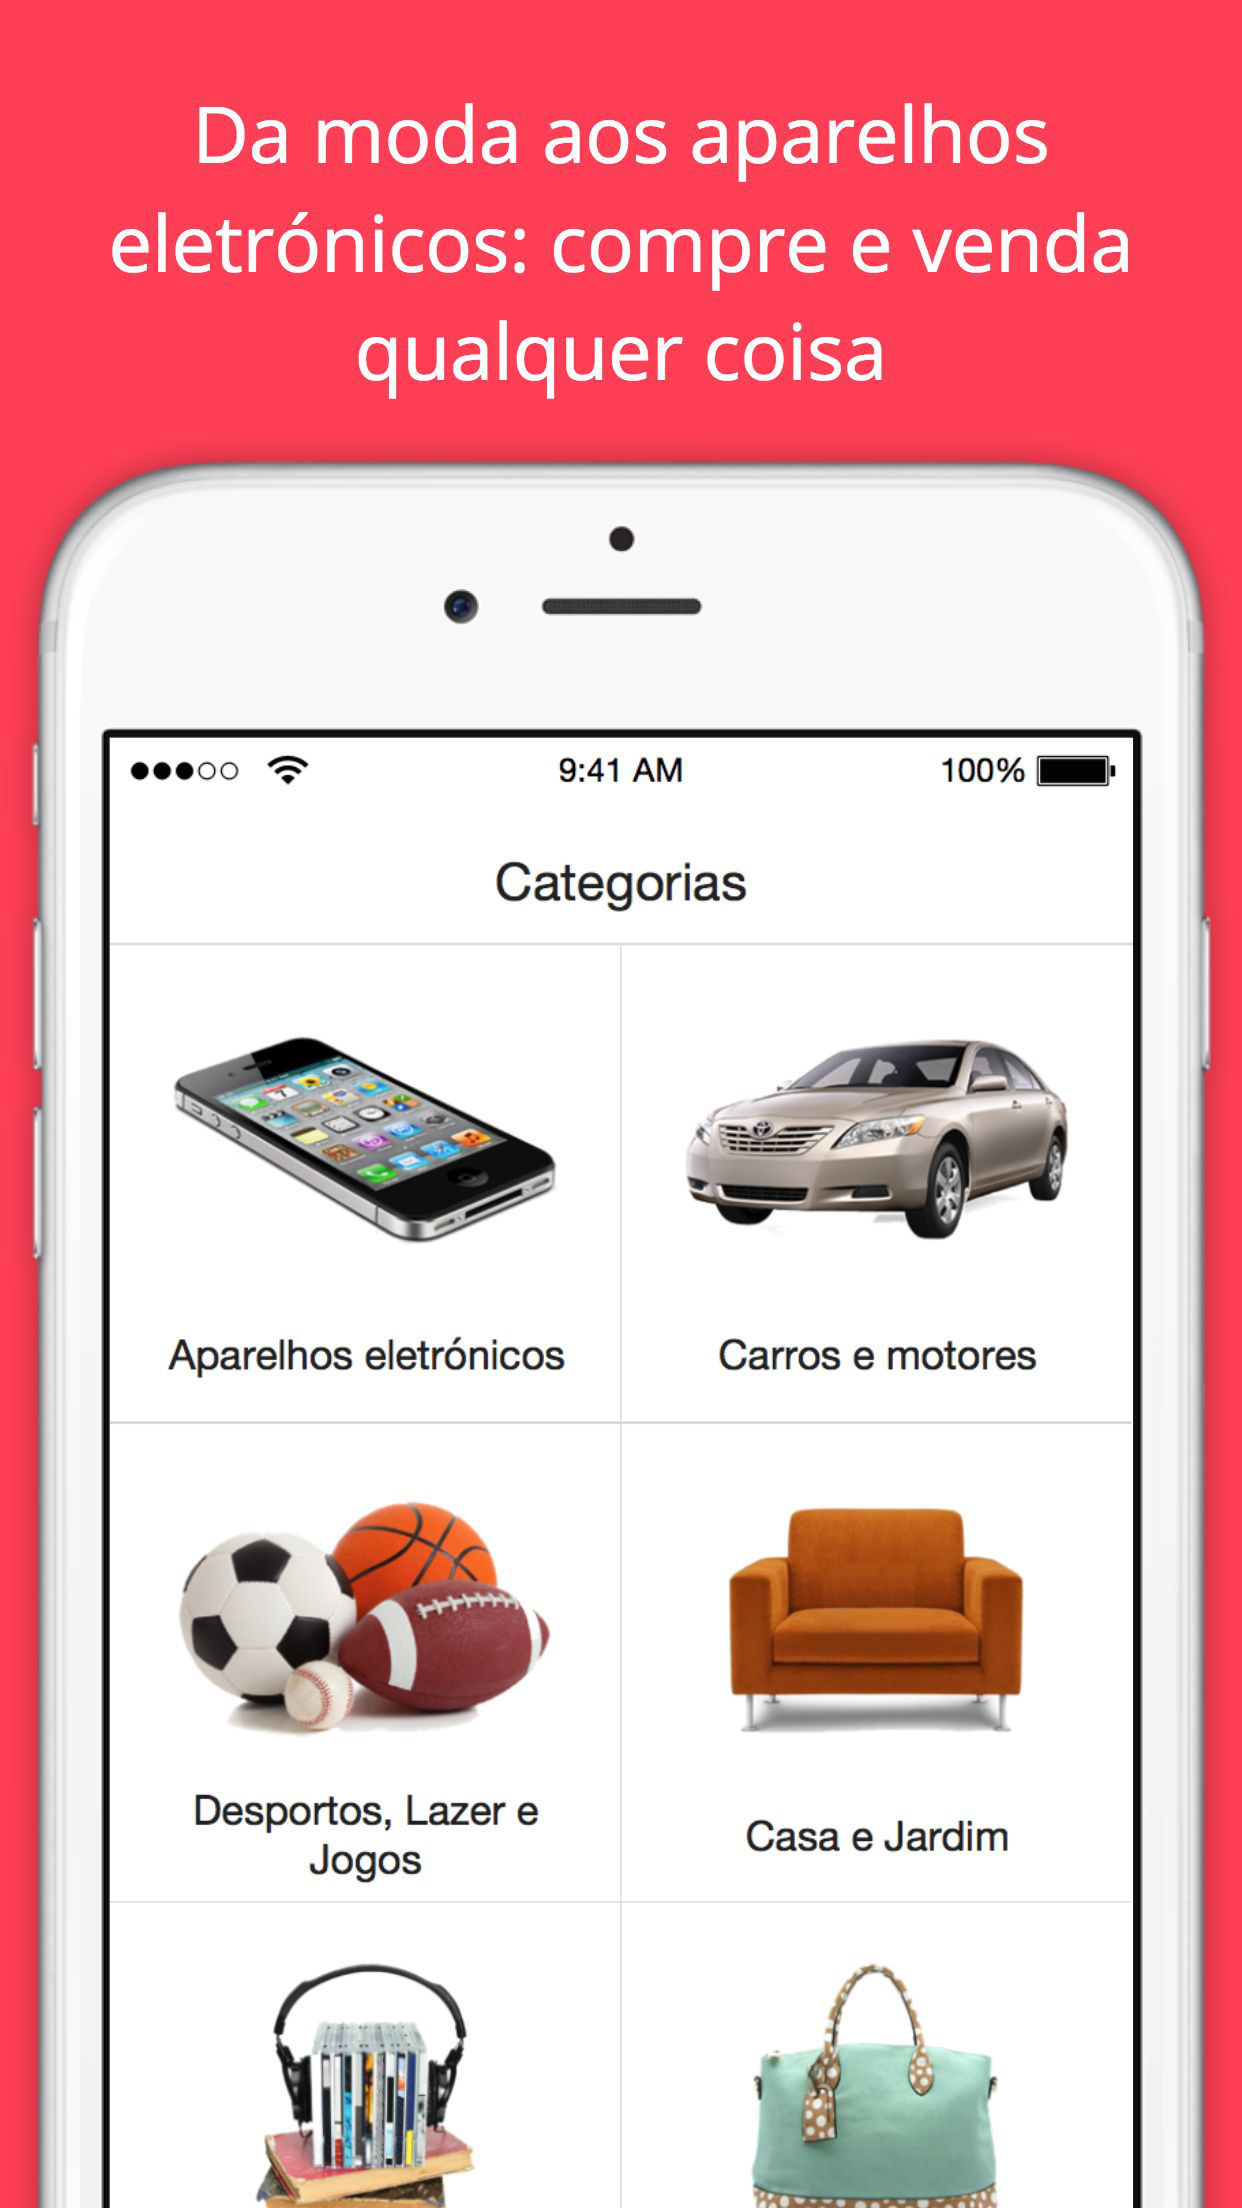 Da moda aos aparelhos
eletrónicos: compre e venda
qualquer coisa
9:41 AM
100%
Categorias
Aparelhos eletrónicos
Carros e motores
Desportos, Lazer e
Jogos
Casa e Jardim